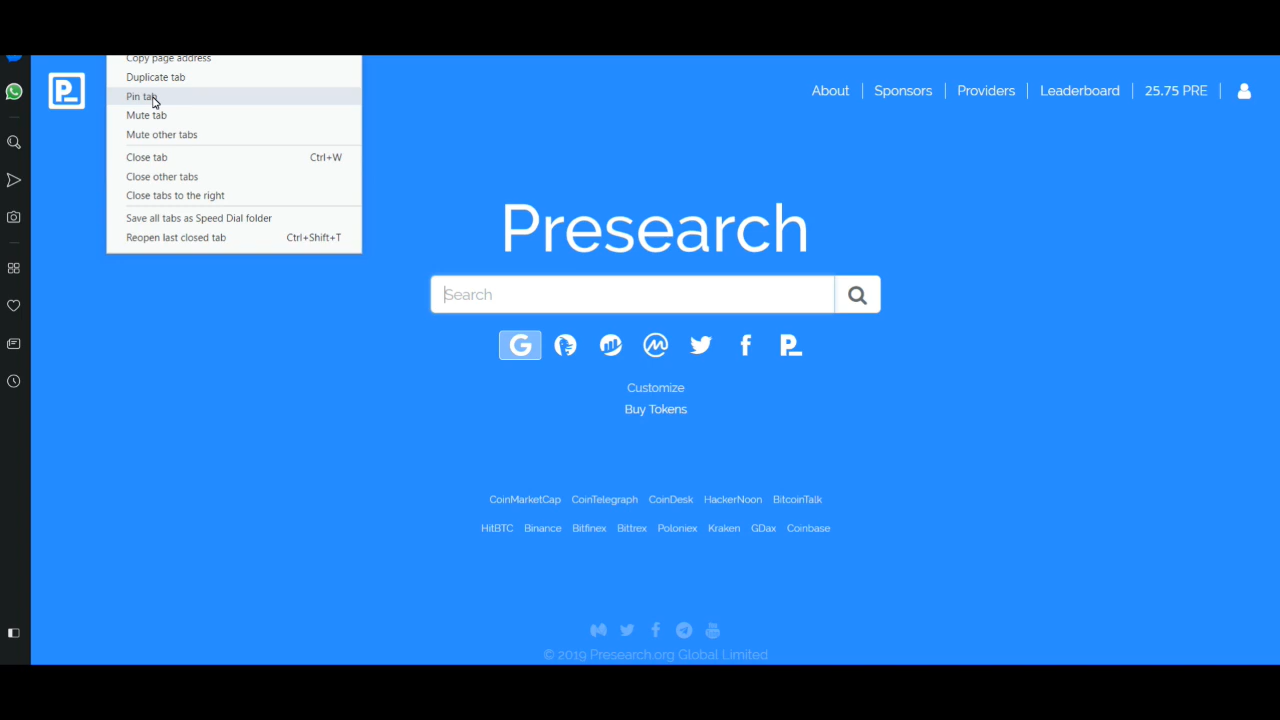 Copy page address
Duplicate tab
Pin tab
Mute tab
Mute other tabs
Close tab Ctrl+W
Close other tabs
Close tabs to the right
Save all tabs as Speed Dial folder
Reopen last closed tab Ctrl+Shift+T
About Sponsors Providers Leaderboard 25.75 PRE
Presearch
Search
Customize
Buy Tokens
CoinMarketCap CoinTelegraph CoinDesk HackerNoon BitcoinTalk
HitBTC Binance Bitfinex Bittrex Poloniex Kraken GDax Coinbase
© 2019 Presearch.org Global Limited